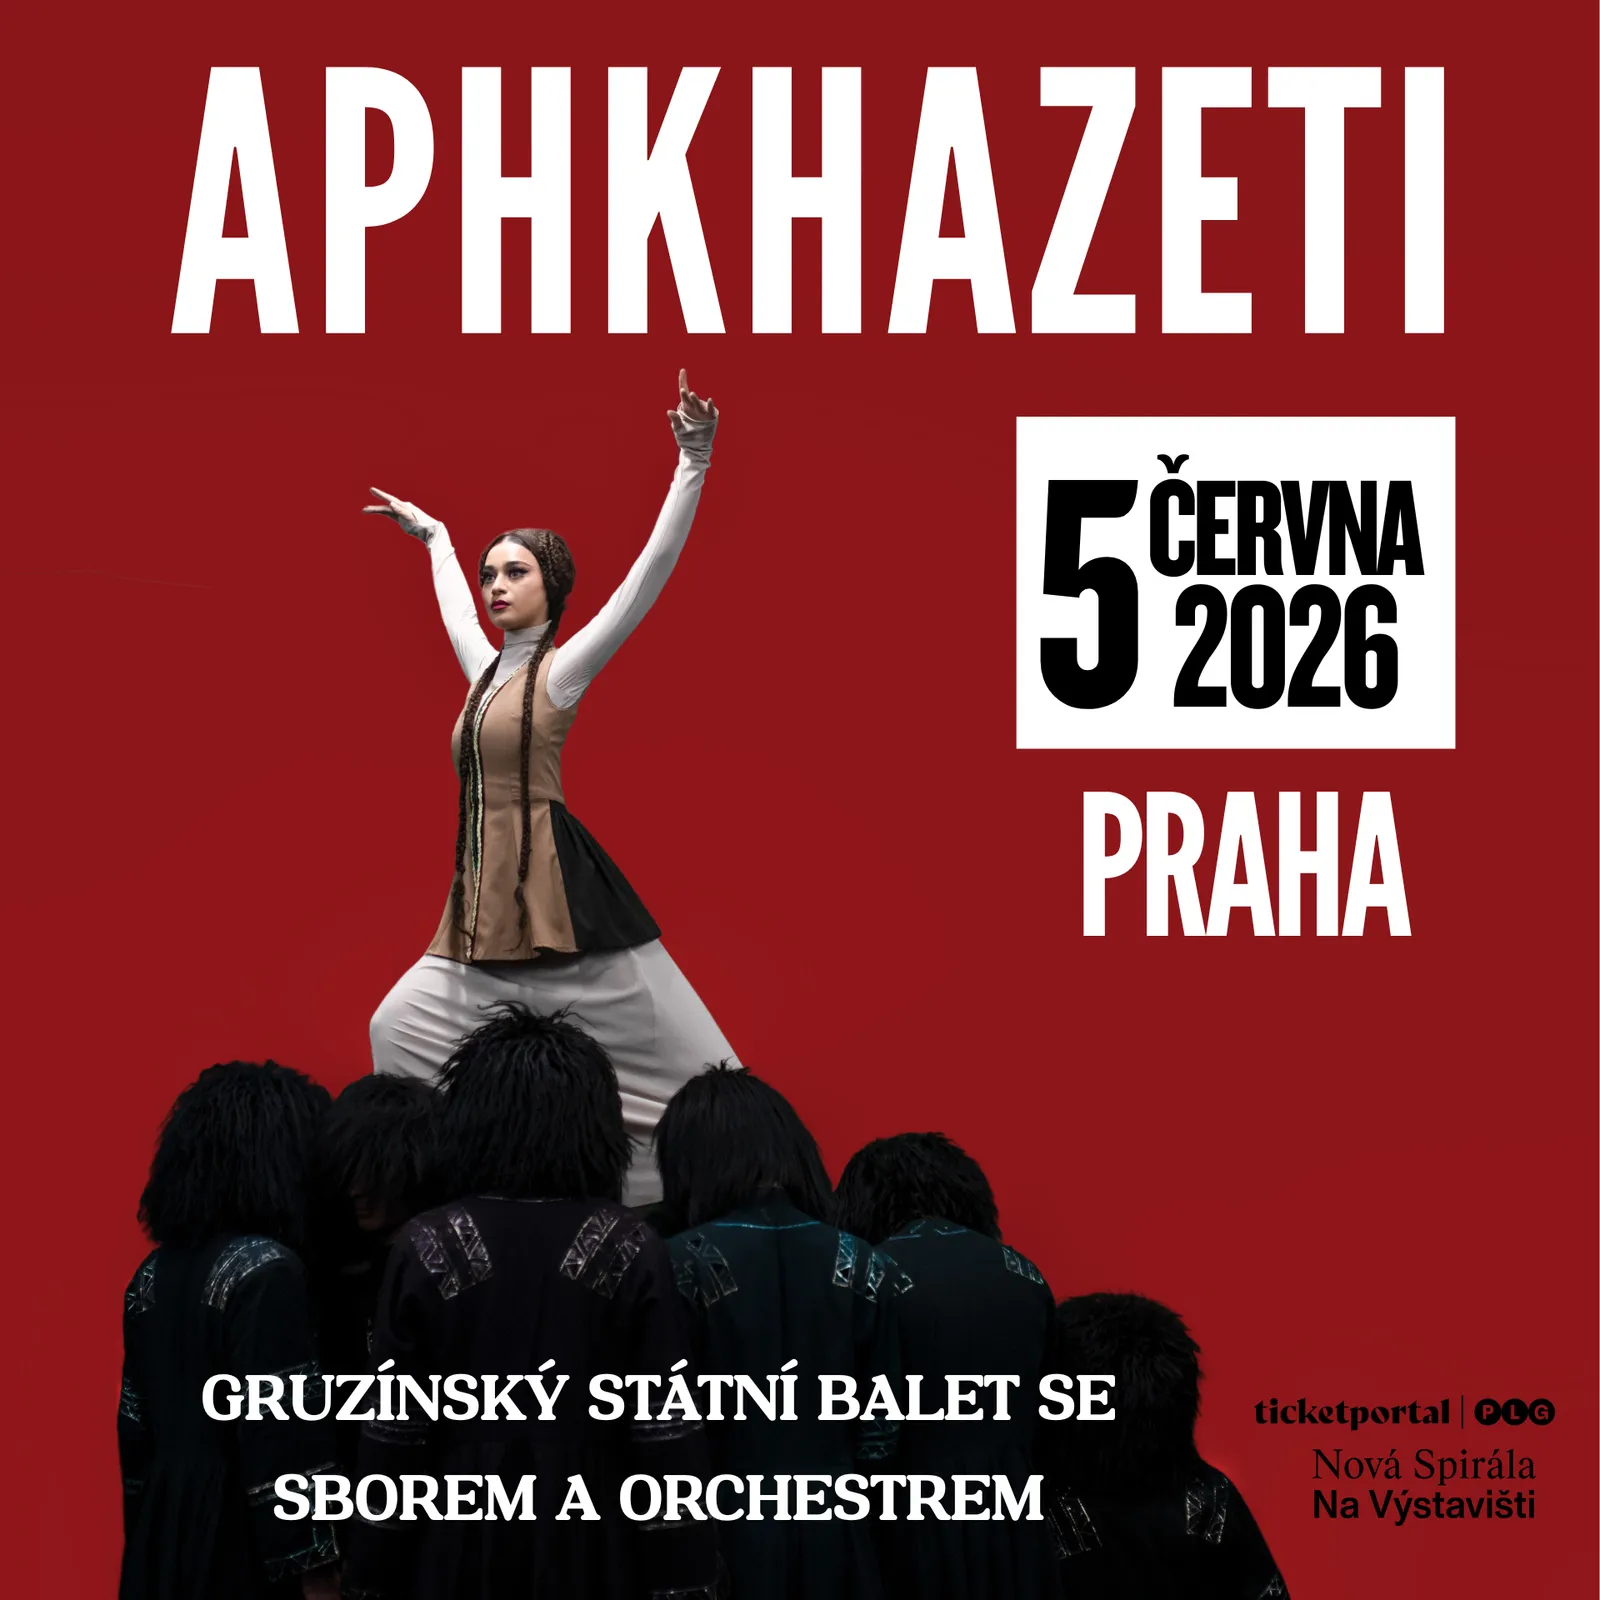 APHKHAZETI
5 ČERVNA
2026
PRAHA
GRUZÍNSKÝ STÁTNÍ BALET SE
SBOREM A ORCHESTREM
ticketportal | PLG
Nová Spirála
Na Výstavišti